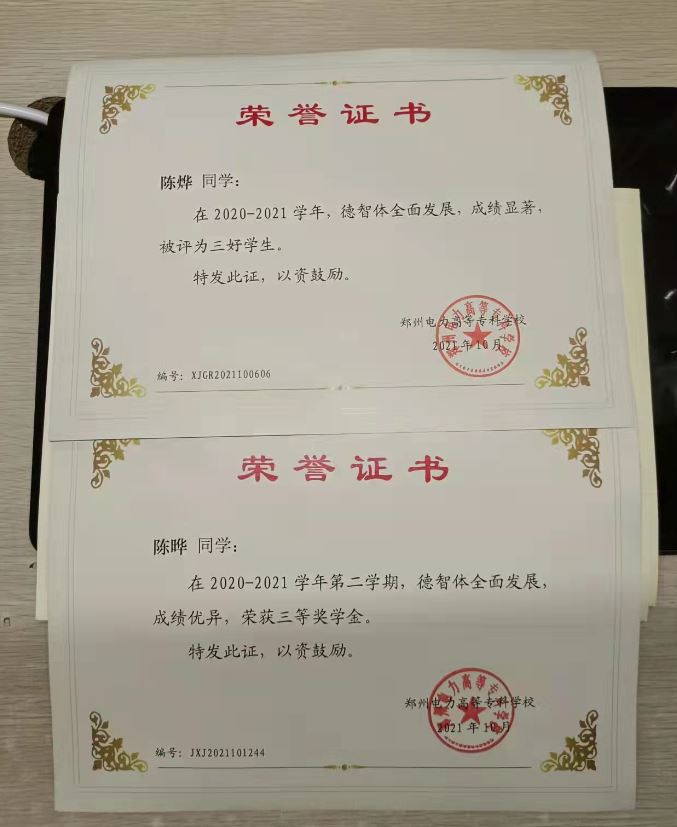 荣誉证书
陈烨 同学：
在 2020-2021 学年，德智体全面发展，成绩显著，
被评为三好学生。
特发此证，以资鼓励。
郑州电力高等专科学校
2021 年 10 月
编号：XJGR2021100606
荣誉证书
陈晔 同学：
在 2020-2021 学年第二学期，德智体全面发展，
成绩优异，荣获三等奖学金。
特发此证，以资鼓励。
郑州电力高等专科学校
2021 年 10 月
编号：JXJ2021101244